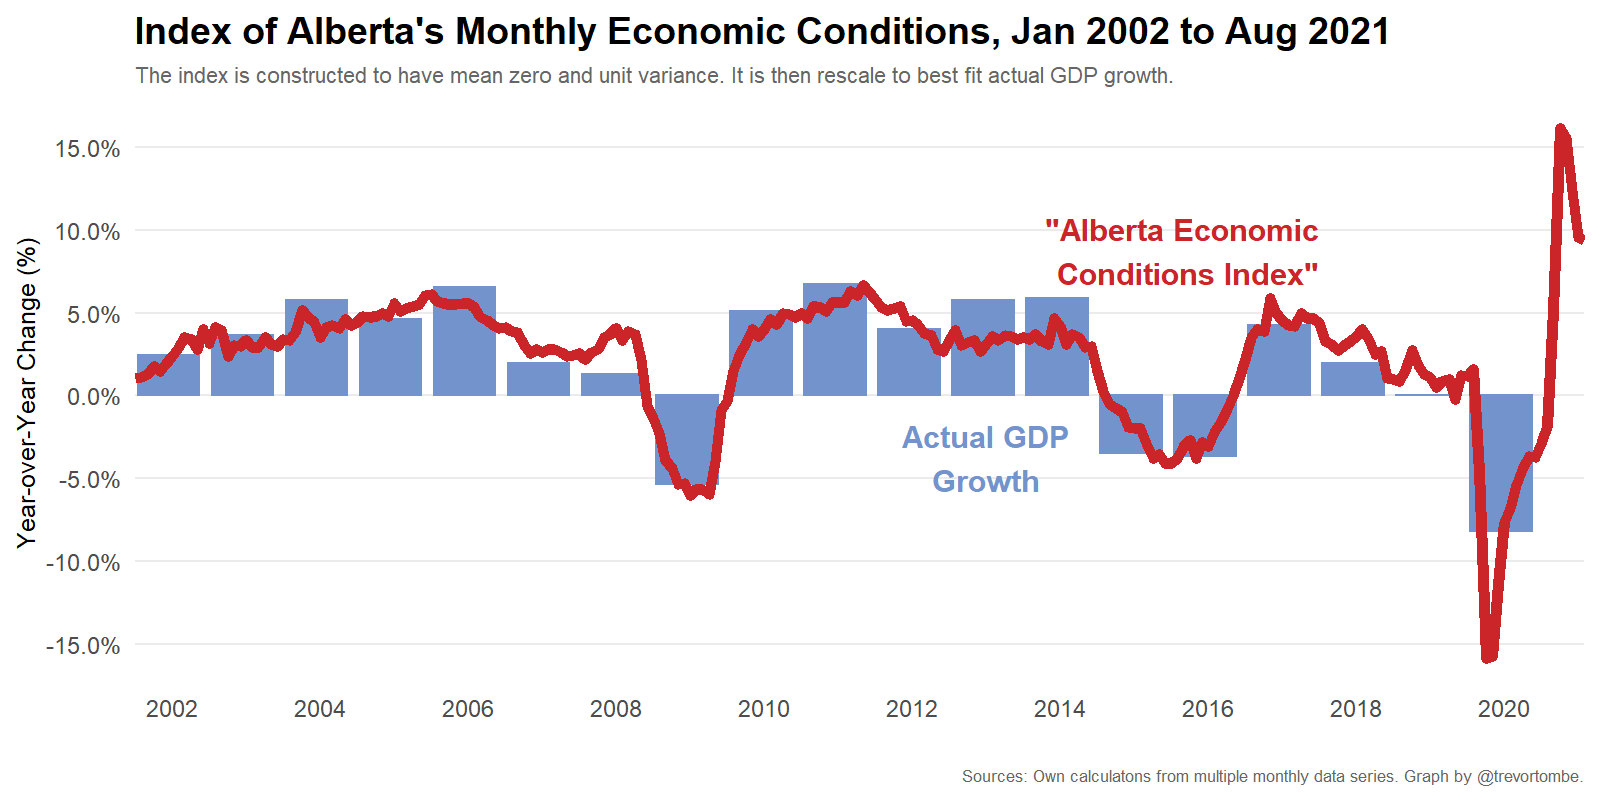 Index of Alberta's Monthly Economic Conditions, Jan 2002 to Aug 2021
The index is constructed to have mean zero and unit variance. It is then rescale to best fit actual GDP growth.
Year-over-Year Change (%)
15.0%
10.0%
5.0%
0.0%
-5.0%
-10.0%
-15.0%
"Alberta Economic
Conditions Index"
Actual GDP
Growth
2002
2004
2006
2008
2010
2012
2014
2016
2018
2020
Sources: Own calculatons from multiple monthly data series. Graph by @trevortombe.